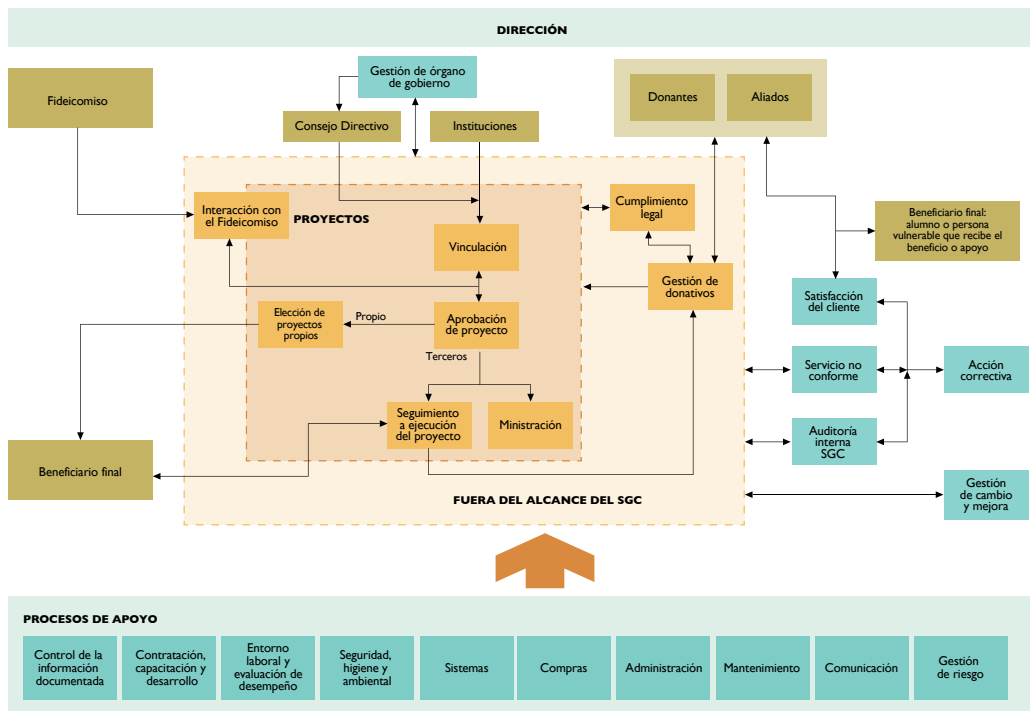 DIRECCIÓN
Fideicomiso
Gestión de órgano
de gobierno
Donantes
Aliados
Consejo Directivo
Instituciones
Interacción con
el Fideicomiso
PROYECTOS
Cumplimiento
legal
Beneficiario final:
alumno o persona
vulnerable que recibe el
beneficio o apoyo
Vinculación
Gestión de
donativos
Satisfacción
del cliente
Elección de
proyectos
propios
Propio
Aprobación
de proyecto
Terceros
Servicio no
conforme
Acción
correctiva
Seguimiento
a ejecución
del proyecto
Ministración
Auditoría
interna
SGC
Beneficiario final
FUERA DEL ALCANCE DEL SGC
Gestión
de cambio
y mejora
PROCESOS DE APOYO
Control de la
información
documentada
Contratación,
capacitación y
desarrollo
Entorno
laboral y
evaluación de
desempeño
Seguridad,
higiene y
ambiental
Sistemas
Compras
Administración
Mantenimiento
Comunicación
Gestión
de riesgo